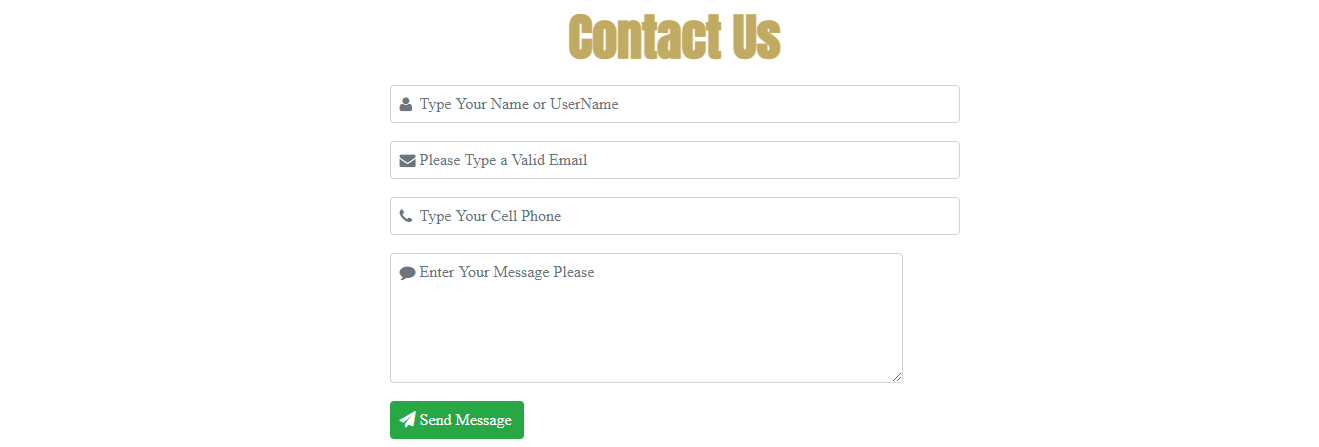 Contact Us
Type Your Name or UserName
Please Type a Valid Email
Type Your Cell Phone
Enter Your Message Please
Send Message